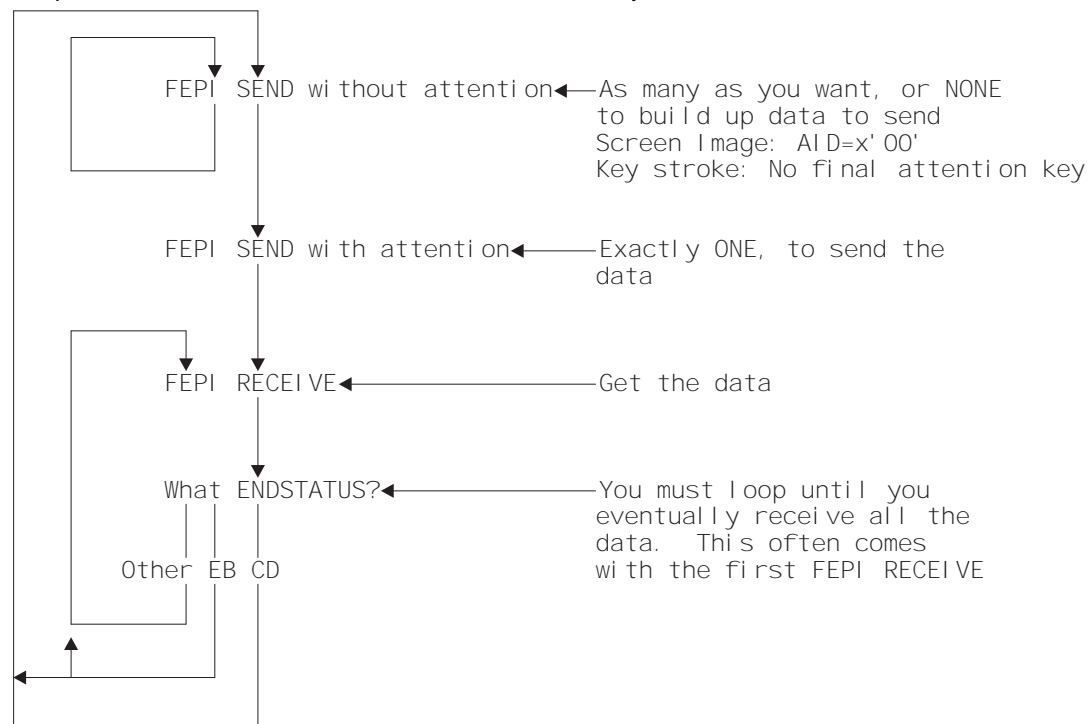 FEPI SEND without attention
As many as you want, or NONE
to build up data to send
Screen Image: AID=x'00'
Key stroke: No final attention key
FEPI SEND with attention
Exactly ONE, to send the
data
FEPI RECEIVE
Get the data
What ENDSTATUS?
You must loop until you
eventually receive all the
data. This often comes
with the first FEPI RECEIVE
Other EB CD